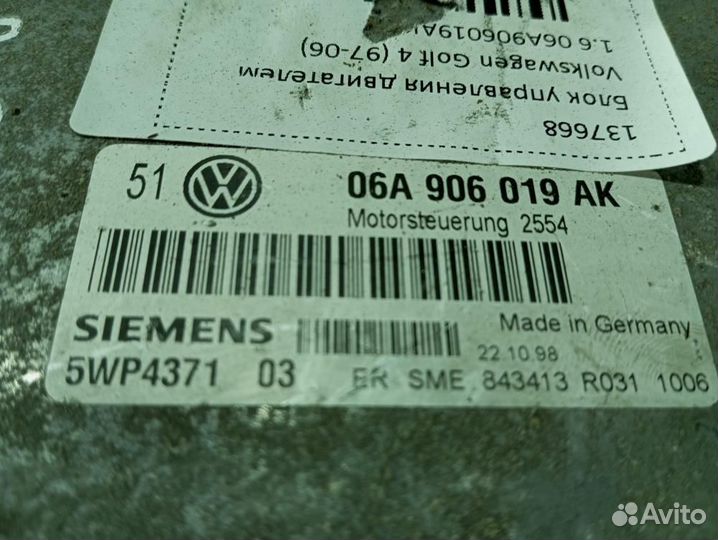 137668
Блок управления двигателем
Volkswagen Golf 4 (97-06)
1.6
51 VW 06A 906 019 AK
Motorsteuerung 2554
SIEMENS Made in Germany
22.10.98
5WP4371 03 ER SME 843413 R031 1006
Avito